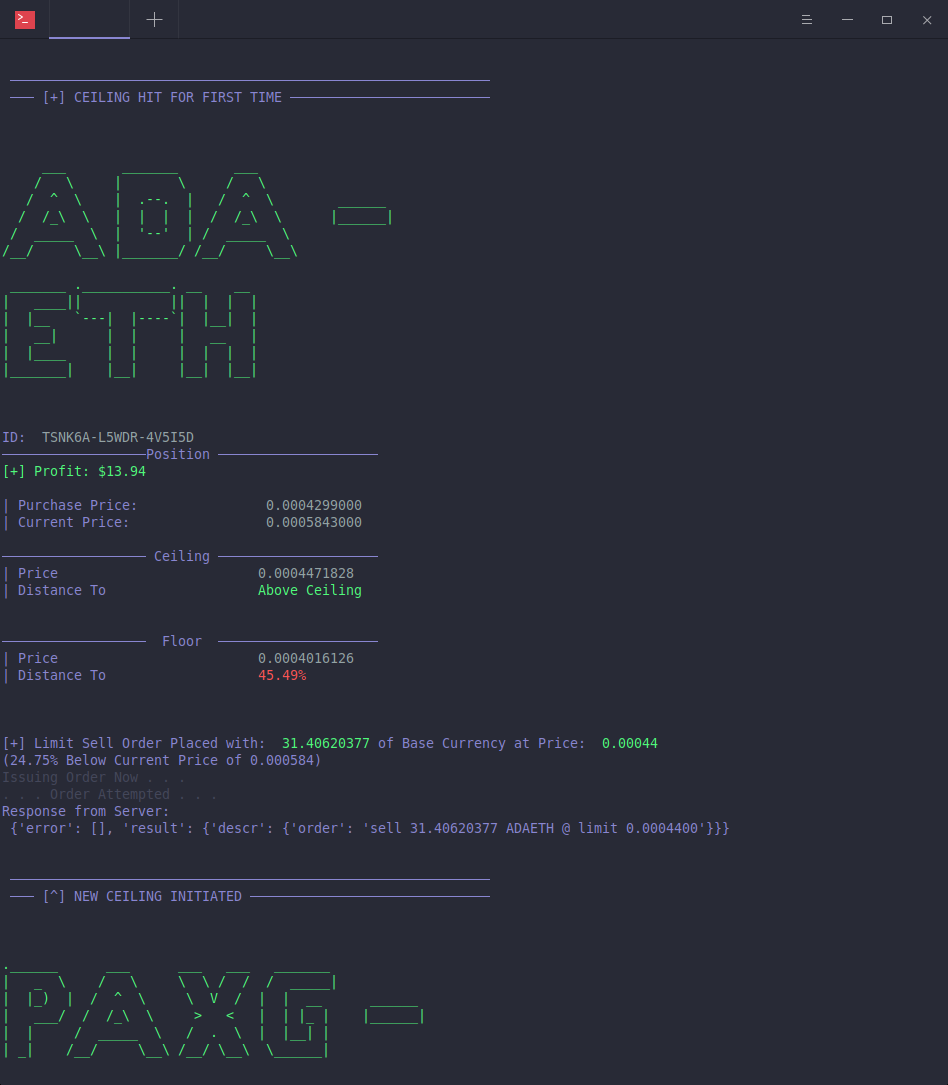 [+] CEILING HIT FOR FIRST TIME
ADA-
ETH
ID:  TSNK6A-L5WDR-4V5I5D
Position
[+] Profit: $13.94
| Purchase Price: 0.0004299000
| Current Price: 0.0005843000
Ceiling
| Price 0.0004471828
| Distance To Above Ceiling
Floor
| Price 0.0004016126
| Distance To 45.49%
[+] Limit Sell Order Placed with:  31.40620377 of Base Currency at Price:  0.00044
(24.75% Below Current Price of 0.000584)
Issuing Order Now . . .
. . . Order Attempted . . .
Response from Server:
{'error': [], 'result': {'descr': {'order': 'sell 31.40620377 ADAETH @ limit 0.0004400'}}}
[^] NEW CEILING INITIATED
PAXG-